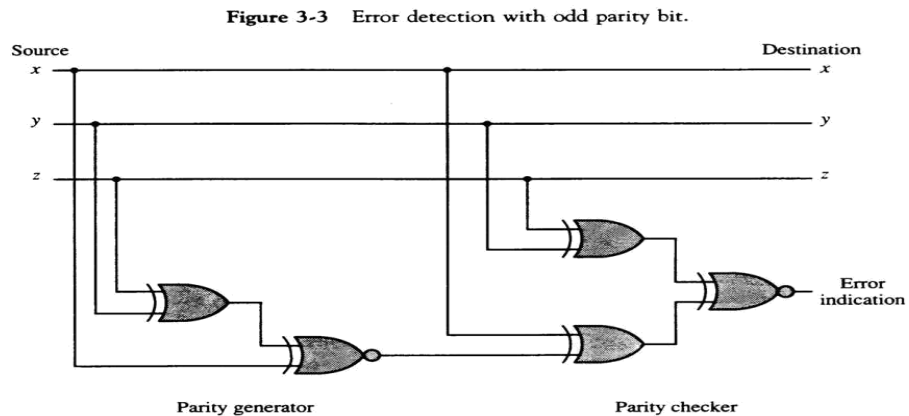 Figure 3-3 Error detection with odd parity bit.
Source
Destination
x
x
y
y
z
z
Error
indication
Parity generator
Parity checker